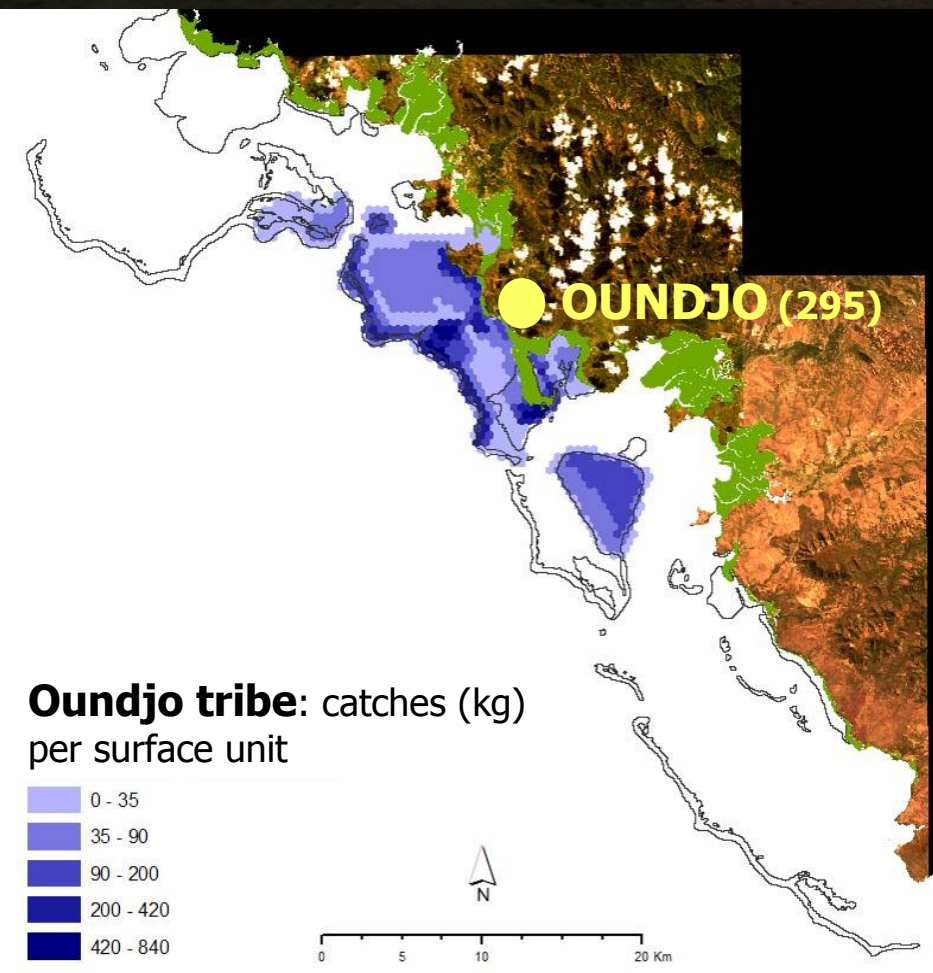 OUNDJO (295)
Oundjo tribe: catches (kg)
per surface unit
0 - 35
35 - 90
90 - 200
200 - 420
420 - 840
N
0 5 10 20 Km